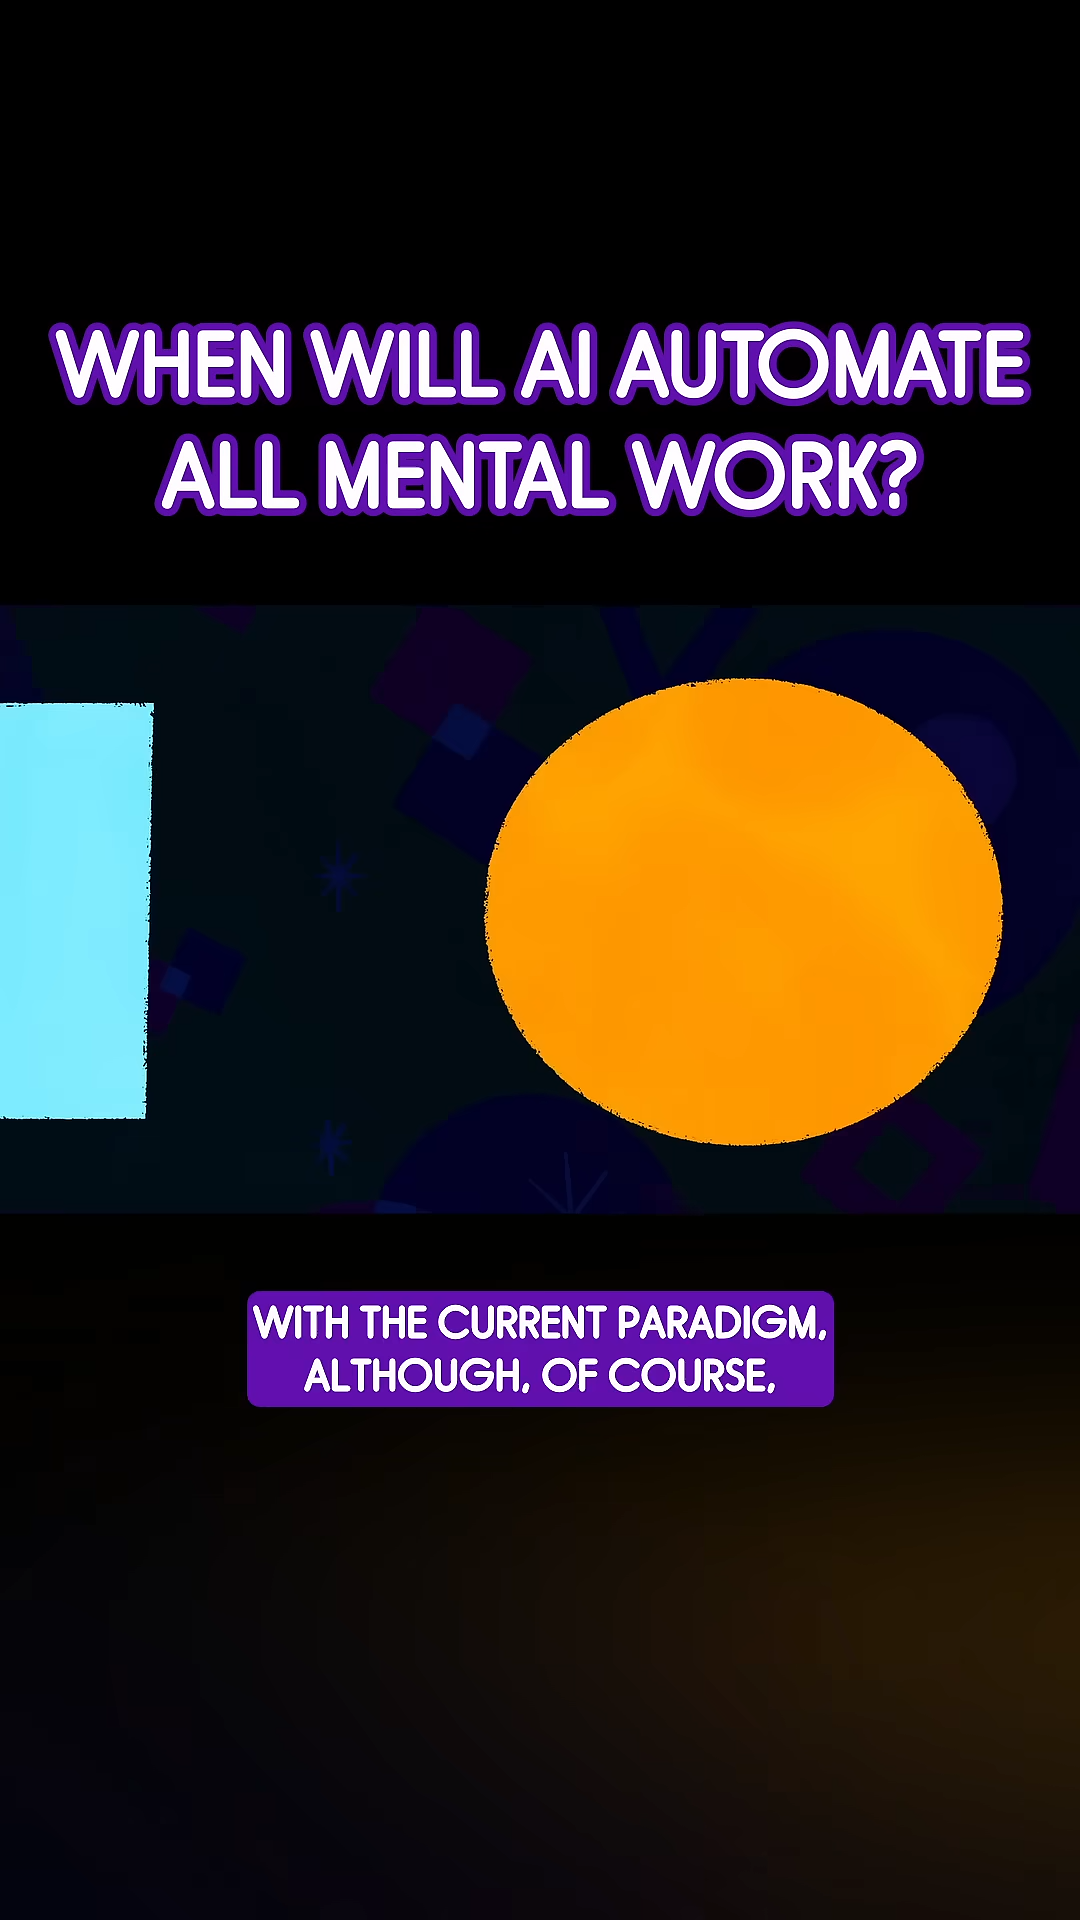 WHEN WILL AI AUTOMATE
ALL MENTAL WORK?
WITH THE CURRENT PARADIGM,
ALTHOUGH, OF COURSE,